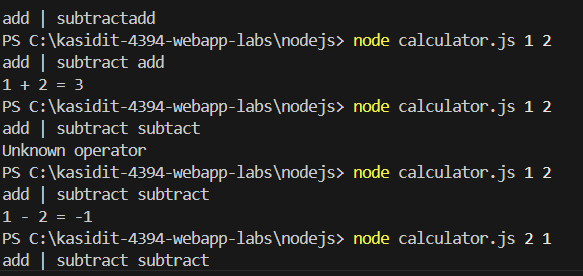 add | subtractadd
PS C:\kasidit-4394-webapp-labs\nodejs> node calculator.js 1 2
add | subtract add
1 + 2 = 3
PS C:\kasidit-4394-webapp-labs\nodejs> node calculator.js 1 2
add | subtract subtact
Unknown operator
PS C:\kasidit-4394-webapp-labs\nodejs> node calculator.js 1 2
add | subtract subtract
1 - 2 = -1
PS C:\kasidit-4394-webapp-labs\nodejs> node calculator.js 2 1
add | subtract subtract